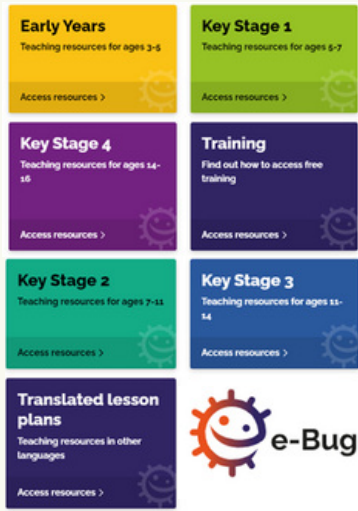 Early Years
Teaching resources for ages 3-5
Access resources >
Key Stage 1
Teaching resources for ages 5-7
Access resources >
Key Stage 4
Teaching resources for ages 14-
16
Access resources >
Training
Find out how to access free
training
Access resources >
Key Stage 2
Teaching resources for ages 7-11
Access resources >
Key Stage 3
Teaching resources for ages 11-
14
Access resources >
Translated lesson
plans
Teaching resources in other
languages
Access resources >
e-Bug